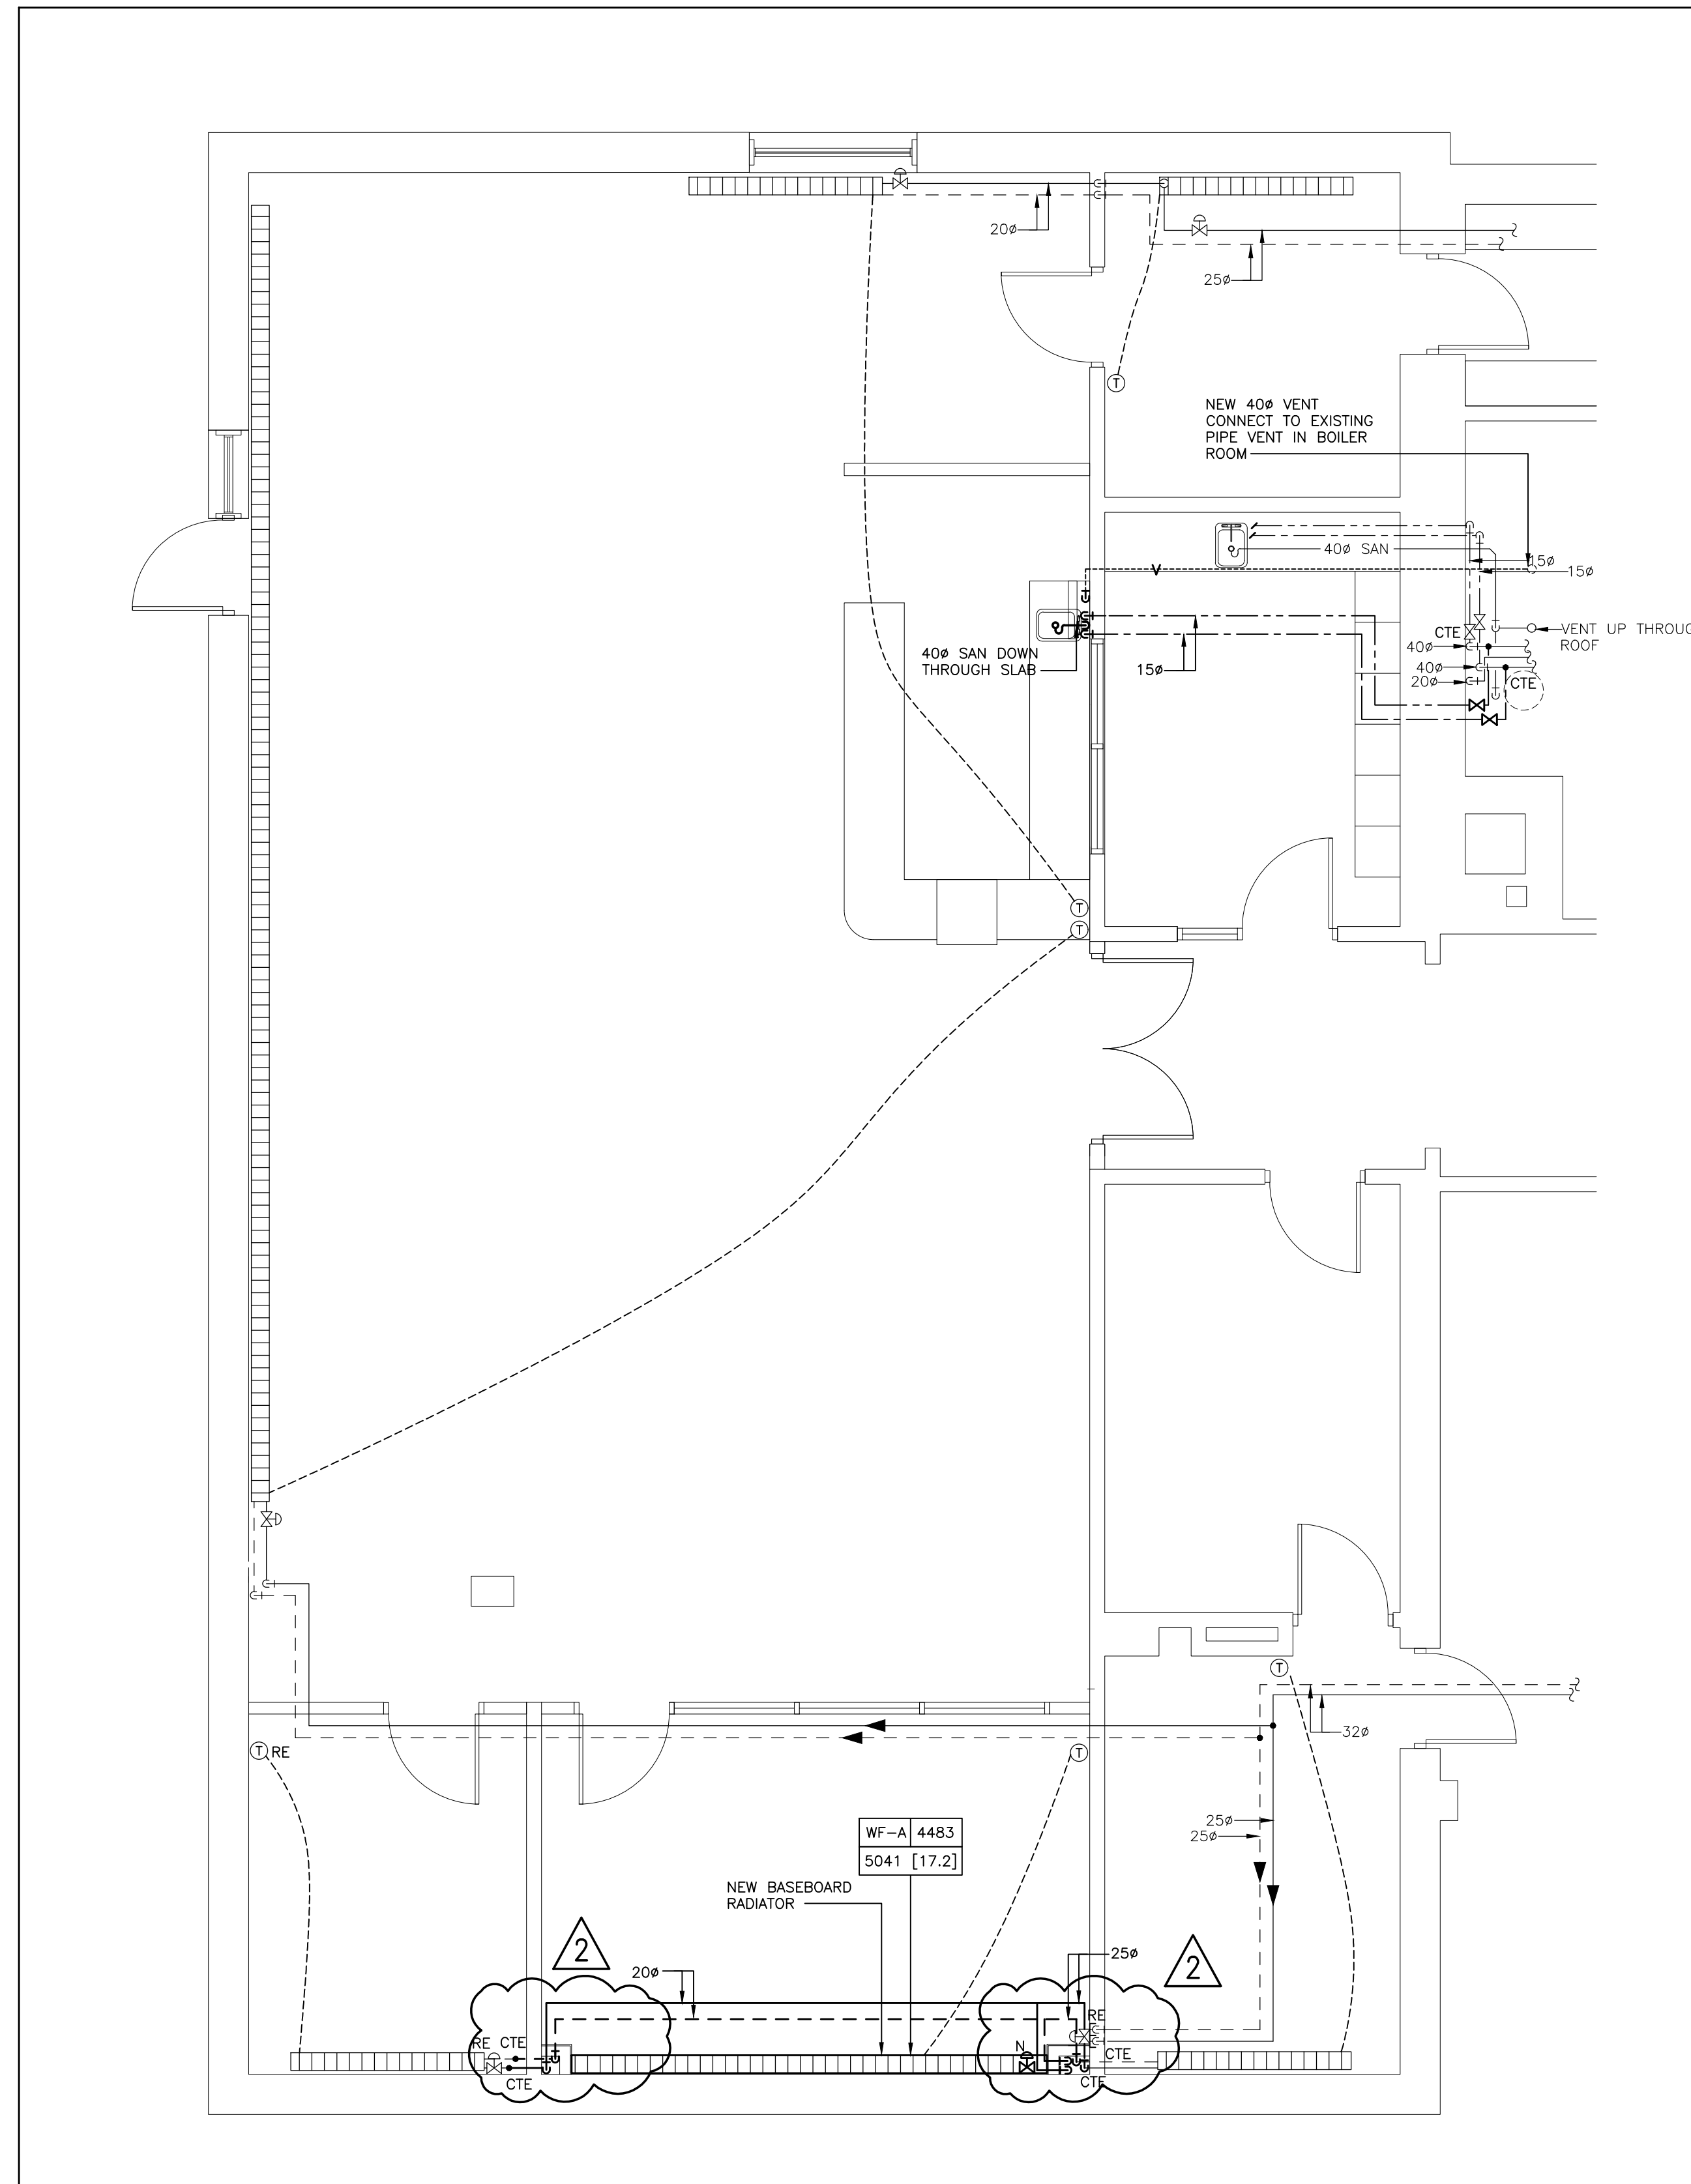 20ø
25ø
T
NEW 40ø VENT
CONNECT TO EXISTING
PIPE VENT IN BOILER
ROOM
40ø SAN
15ø
15ø
V
CTE
VENT UP THROUG
ROOF
40ø
40ø
20ø
CTE
40ø SAN DOWN
THROUGH SLAB
15ø
T
T
T
32ø
T RE
T
25ø
25ø
WF-A 4483
5041 [17.2]
NEW BASEBOARD
RADIATOR
2
20ø
25ø
2
RE
RE CTE
N
CTE
CTE
CTE